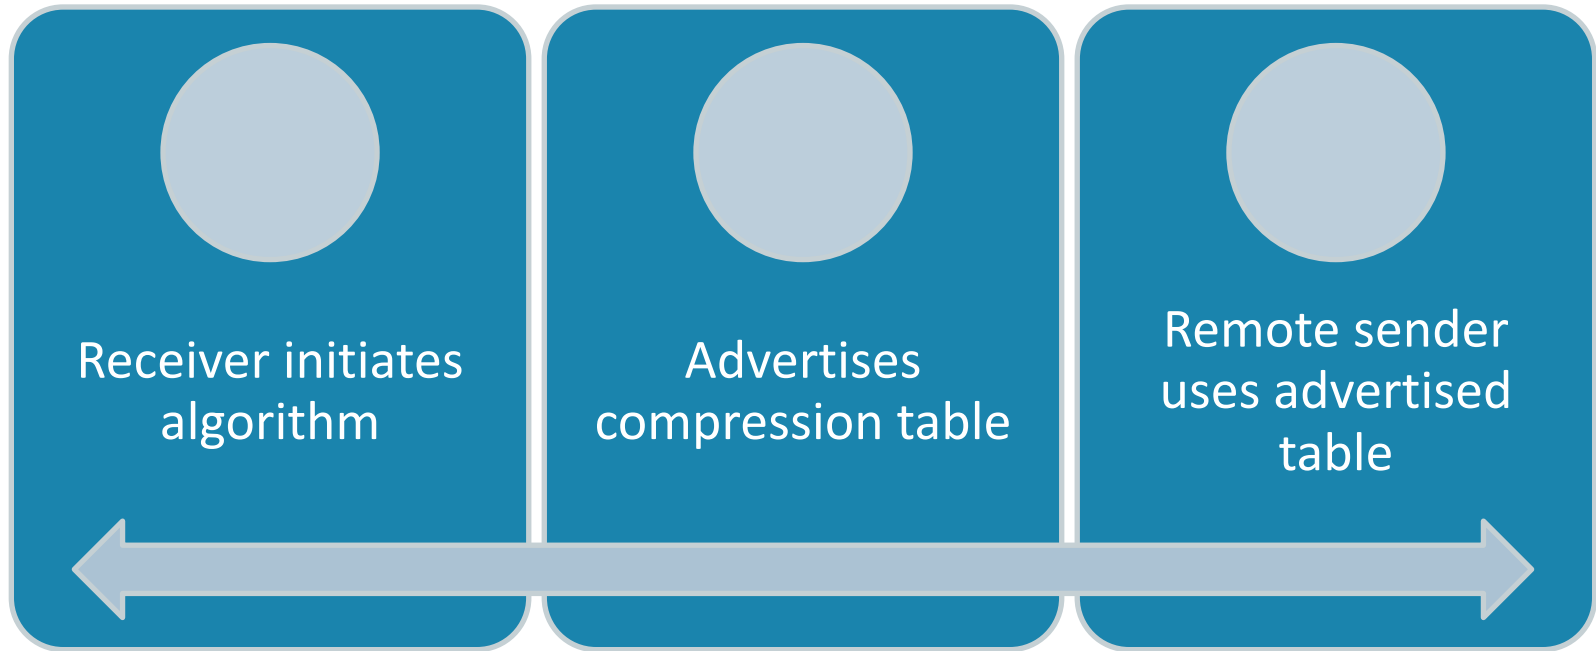 Receiver initiates
algorithm
Advertises
compression table
Remote sender
uses advertised
table